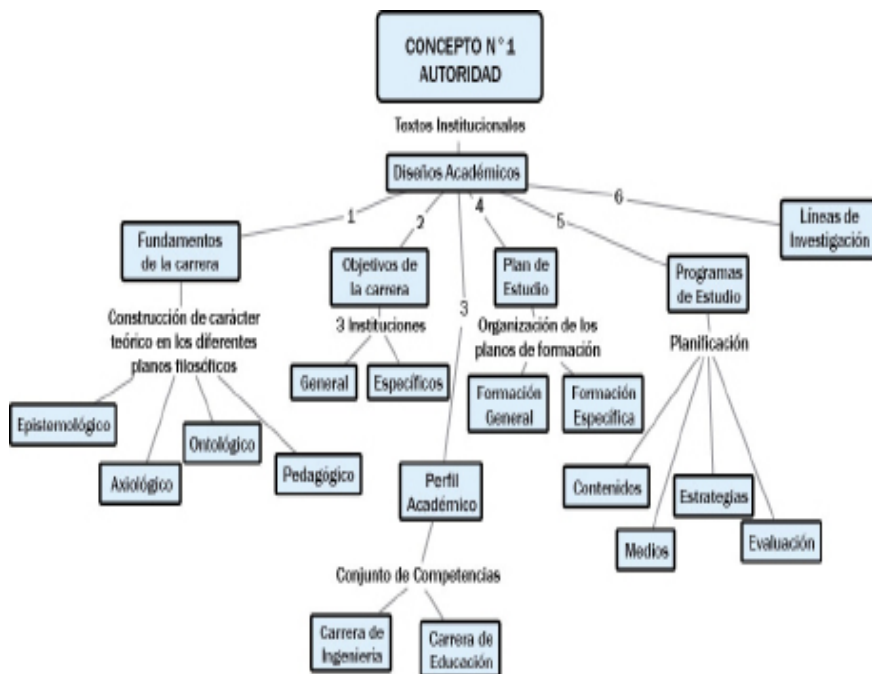 CONCEPTO N°1
AUTORIDAD
Textos Institucionales
Diseños Académicos
1
2
3
4
5
6
Fundamentos
de la carrera
Objetivos de
la carrera
Plan de
Estudio
Programas
de Estudio
Líneas de
Investigación
Construcción de carácter
teórico en los diferentes
planos filosóficos
3 Instituciones
Organización de los
planos de formación
Planificación
Epistemológico
Axiológico
Ontológico
Pedagógico
General
Específicos
Formación
General
Formación
Específica
Contenidos
Medios
Estrategias
Evaluación
Perfil
Académico
Conjunto de Competencias
Carrera de
Ingeniería
Carrera de
Educación